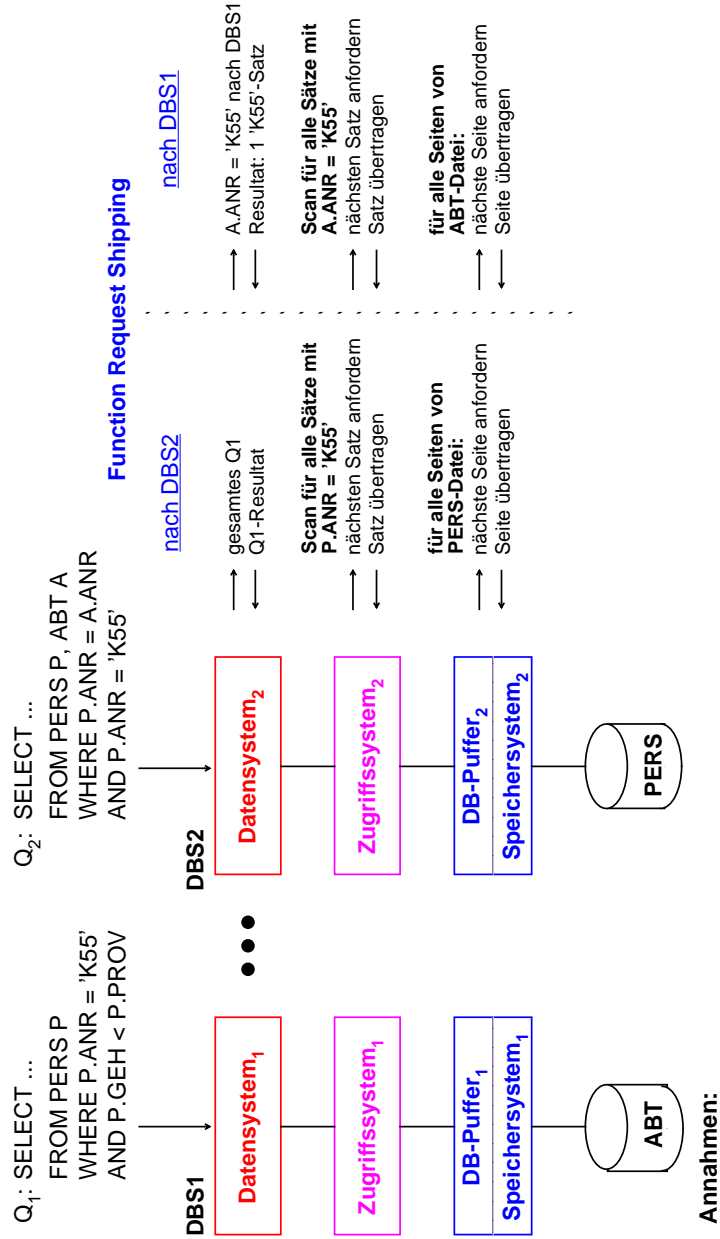 Q1: SELECT ...
FROM PERS P
WHERE P.ANR = 'K55'
AND P.GEH < P.PROV
Q2: SELECT ...
FROM PERS P, ABT A
WHERE P.ANR = A.ANR
AND P.ANR = 'K55'
Function Request Shipping
nach DBS2
nach DBS1
DBS1
Datensystem1
Zugriffssystem1
DB-Puffer1
Speichersystem1
ABT
DBS2
Datensystem2
Zugriffssystem2
DB-Puffer2
Speichersystem2
PERS
gesamtes Q1
Q1-Resultat
Scan für alle Sätze mit
P.ANR = 'K55'
nächsten Satz anfordern
Satz übertragen
für alle Seiten von
PERS-Datei:
nächste Seite anfordern
Seite übertragen
A.ANR = 'K55' nach DBS1
Resultat: 1 'K55'-Satz
Scan für alle Sätze mit
A.ANR = 'K55'
nächsten Satz anfordern
Satz übertragen
für alle Seiten von
ABT-Datei:
nächste Seite anfordern
Seite übertragen
Annahmen: